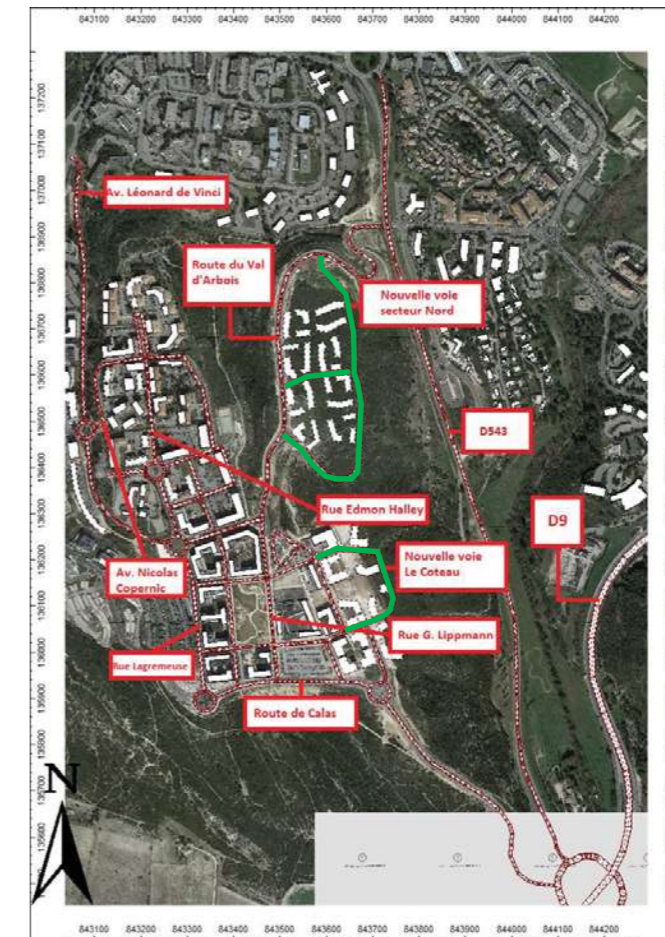 843100 843200 843300 843400 843500 843600 843700 843800 843900 844000 844100 844200
137200
137100
137000
136900
136800
136700
136600
136500
136400
136300
136200
136100
136000
135900
135800
135700
135600
Av. Léonard de Vinci
Route du Val
d'Arbois
Nouvelle voie
secteur Nord
D543
Rue Edmon Halley
D9
Av. Nicolas
Copernic
Nouvelle voie
Le Coteau
Rue G. Lippmann
Rue Lagremeuse
Route de Calas
N
843100 843200 843300 843400 843500 843600 843700 843800 843900 844000 844100 844200